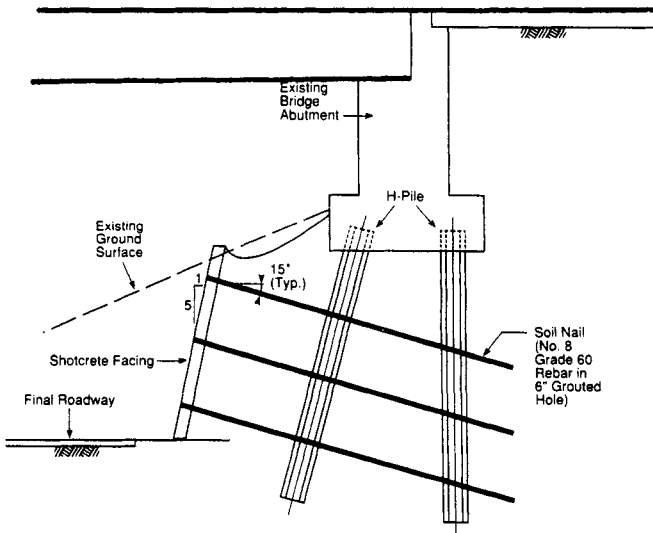 Existing
Bridge
Abutment
H-Pile
Existing
Ground
Surface
1
15°
(Typ.)
5
Soil Nail
(No. 8
Grade 60
Rebar in
6" Grouted
Hole)
Shotcrete Facing
Final Roadway